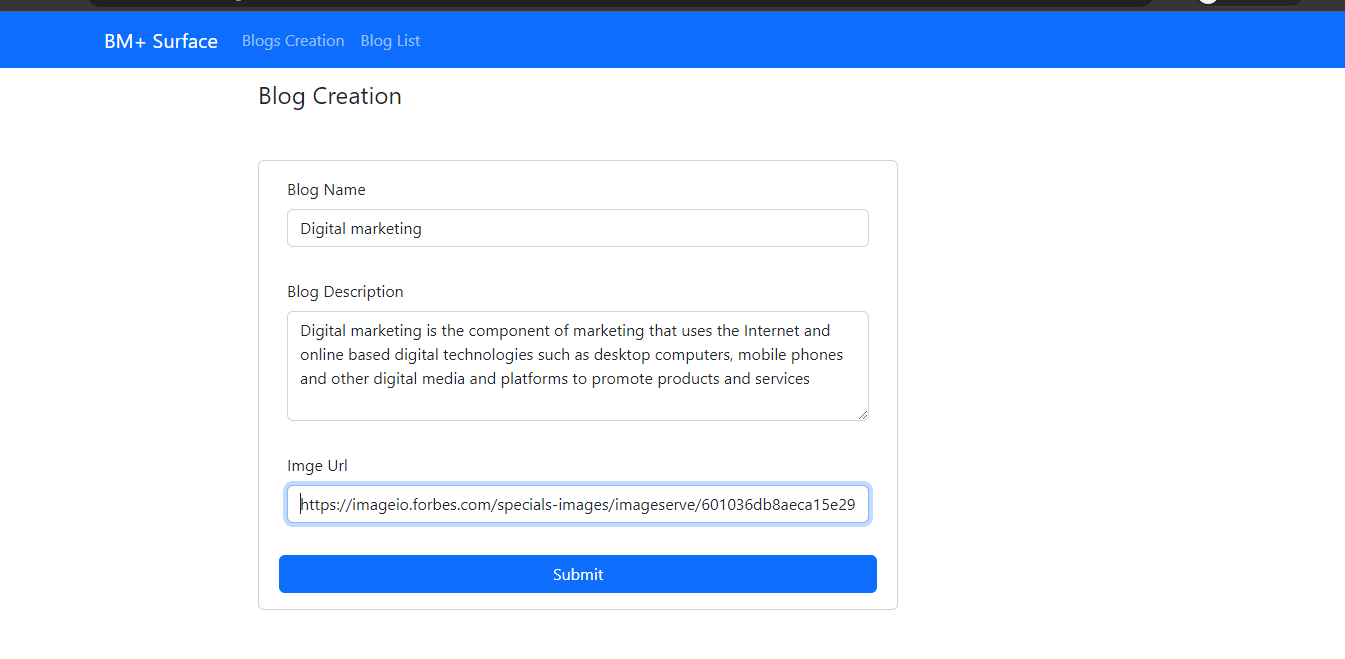 BM+ Surface Blogs Creation Blog List
Blog Creation
Blog Name
Digital marketing
Blog Description
Digital marketing is the component of marketing that uses the Internet and
online based digital technologies such as desktop computers, mobile phones
and other digital media and platforms to promote products and services
Imge Url
https://imageio.forbes.com/specials-images/imageserve/601036db8aeca15e29
Submit